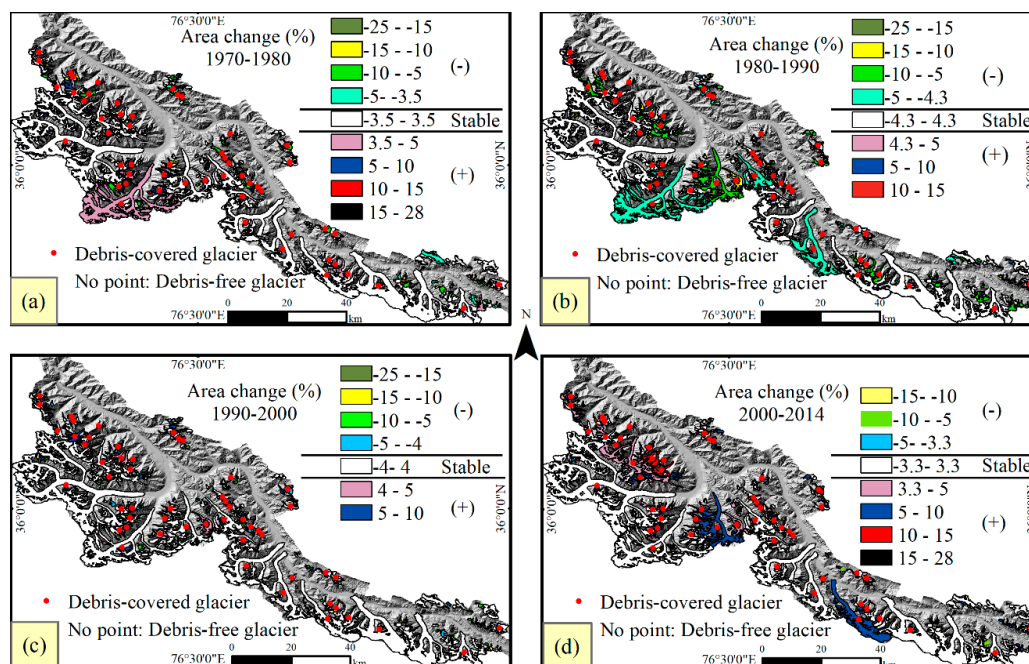 76°30'0"E
Area change (%)
1970-1980
-25 - -15
-15 - -10
-10 - -5
-5 - -3.5
(-)
-3.5 - 3.5
Stable
3.5 - 5
5 - 10
10 - 15
15 - 28
(+)
36°0'0"N
Debris-covered glacier
No point: Debris-free glacier
(a)
0 20 40
km
76°30'0"E
76°30'0"E
Area change (%)
1980-1990
-25 - -15
-15 - -10
-10 - -5
-5 - -4.3
(-)
-4.3 - 4.3
Stable
4.3 - 5
5 - 10
10 - 15
(+)
36°0'0"N
Debris-covered glacier
No point: Debris-free glacier
(b)
0 20 40
km
76°30'0"E
N
76°30'0"E
Area change (%)
1990-2000
-25 - -15
-15 - -10
-10 - -5
-5 - -4
(-)
-4- 4
Stable
4 - 5
5 - 10
(+)
36°0'0"N
Debris-covered glacier
No point: Debris-free glacier
(c)
0 20 40
km
76°30'0"E
76°30'0"E
Area change (%)
2000-2014
-15- -10
-10- -5
-5- -3.3
(-)
-3.3- 3.3
Stable
3.3 - 5
5 - 10
10 - 15
15 - 28
(+)
36°0'0"N
Debris-covered glacier
No point: Debris-free glacier
(d)
0 20 40
km
76°30'0"E